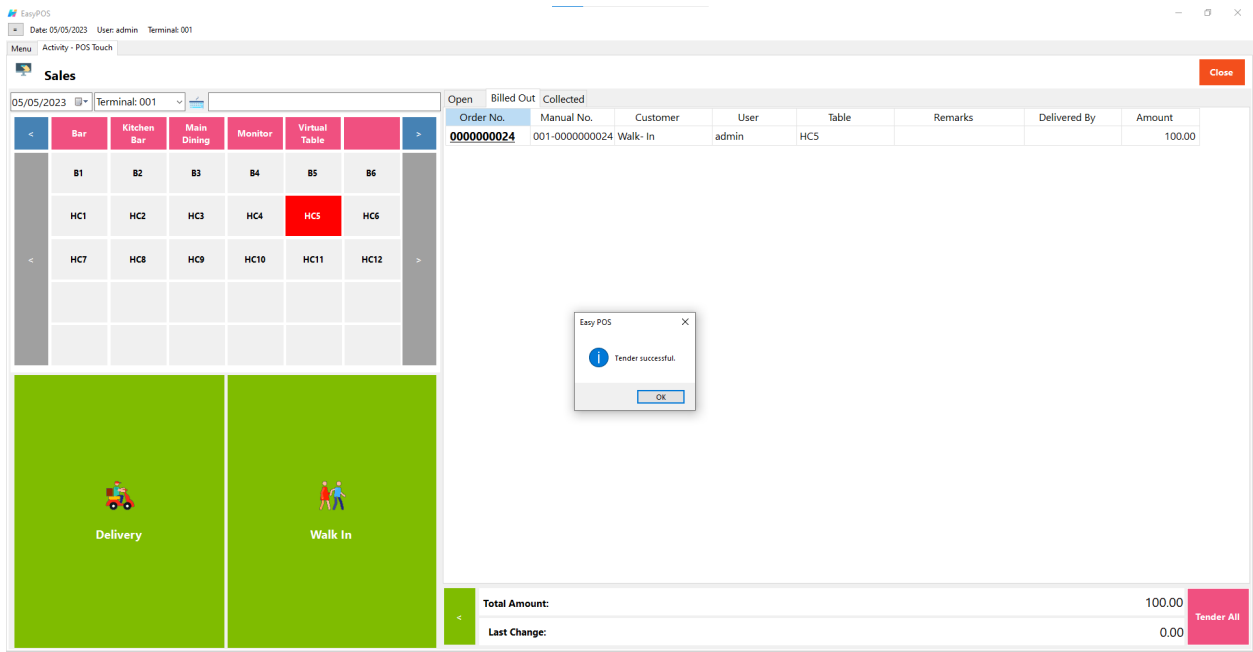 EasyPOS
Date: 05/05/2023 User: admin Terminal: 001
Menu Activity - POS Touch
Sales
Close
05/05/2023 Terminal: 001
Open Billed Out Collected
Order No. Manual No. Customer User Table Remarks Delivered By Amount
0000000024 001-0000000024 Walk- In admin HC5 100.00
< Bar Kitchen Bar Main Dining Monitor Virtual Table >
B1 B2 B3 B4 B5 B6
HC1 HC2 HC3 HC4 HC5 HC6
< HC7 HC8 HC9 HC10 HC11 HC12 >
Easy POS
Tender successful.
OK
Delivery Walk In
<
Total Amount: 100.00
Last Change: 0.00
Tender All